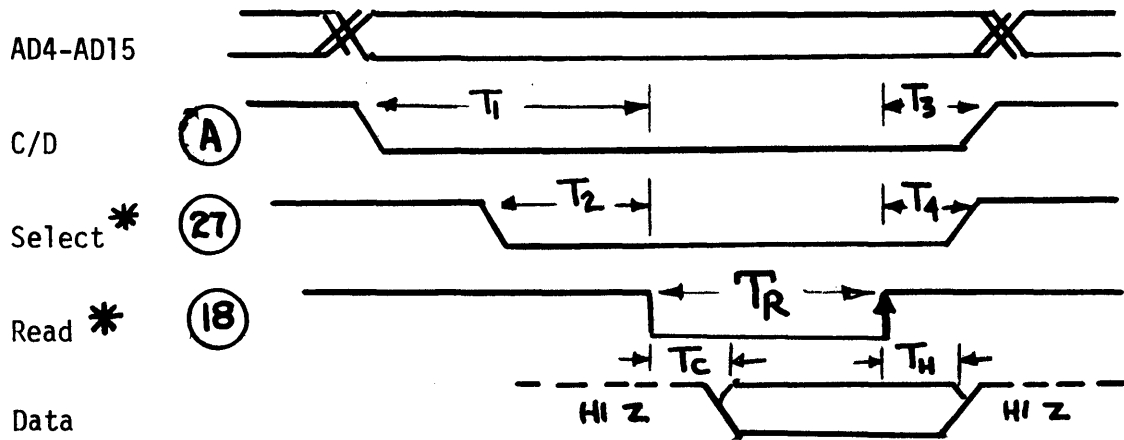 AD4-AD15
T1 T3
C/D A
T2 T4
Select* 27
TR
Read* 18
TC TH
HI Z HI Z
Data